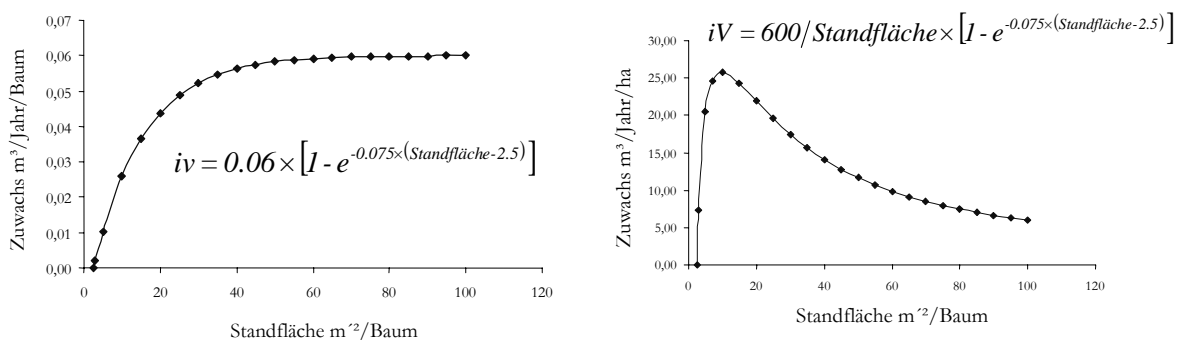 0,07
0,06
0,05
0,04
0,03
0,02
0,01
0,00
Zuwachs m³/Jahr/Baum
iv = 0.06 × [1 - e^-0.075×(Standfläche-2.5)]
0 20 40 60 80 100 120
Standfläche m´²/Baum
iV = 600/Standfläche × [1 - e^-0.075×(Standfläche-2.5)]
30,00
25,00
20,00
15,00
10,00
5,00
0,00
Zuwachs m³/Jahr/ha
0 20 40 60 80 100 120
Standfläche m´²/Baum